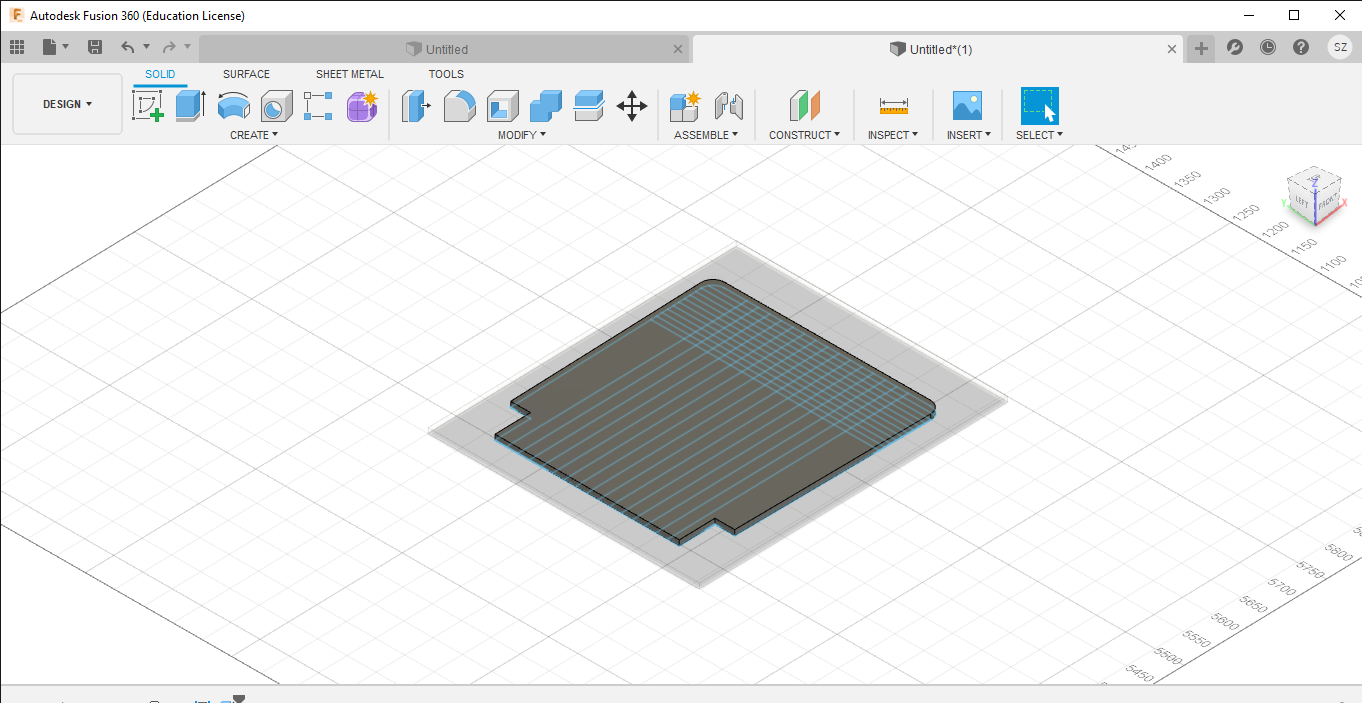 Autodesk Fusion 360 (Education License)
Untitled
Untitled*(1)
SZ
SOLID SURFACE SHEET METAL TOOLS
DESIGN
CREATE MODIFY ASSEMBLE CONSTRUCT INSPECT INSERT SELECT
1400
1350
1300
1250
1200
1150
1100
Z
LEFT FRONT
Y X
5800
5750
5700
5650
5600
5550
5500
5450